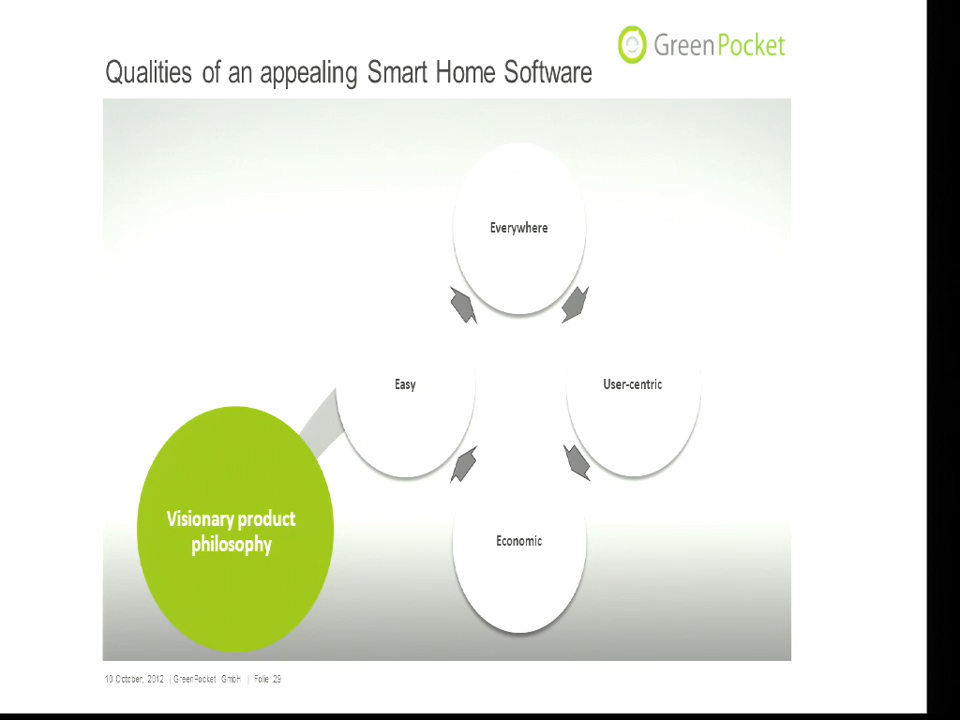 GreenPocket
Qualities of an appealing Smart Home Software
Everywhere
Easy
User-centric
Visionary product
philosophy
Economic
10 October, 2012 | GreenPocket GmbH | Folie 29